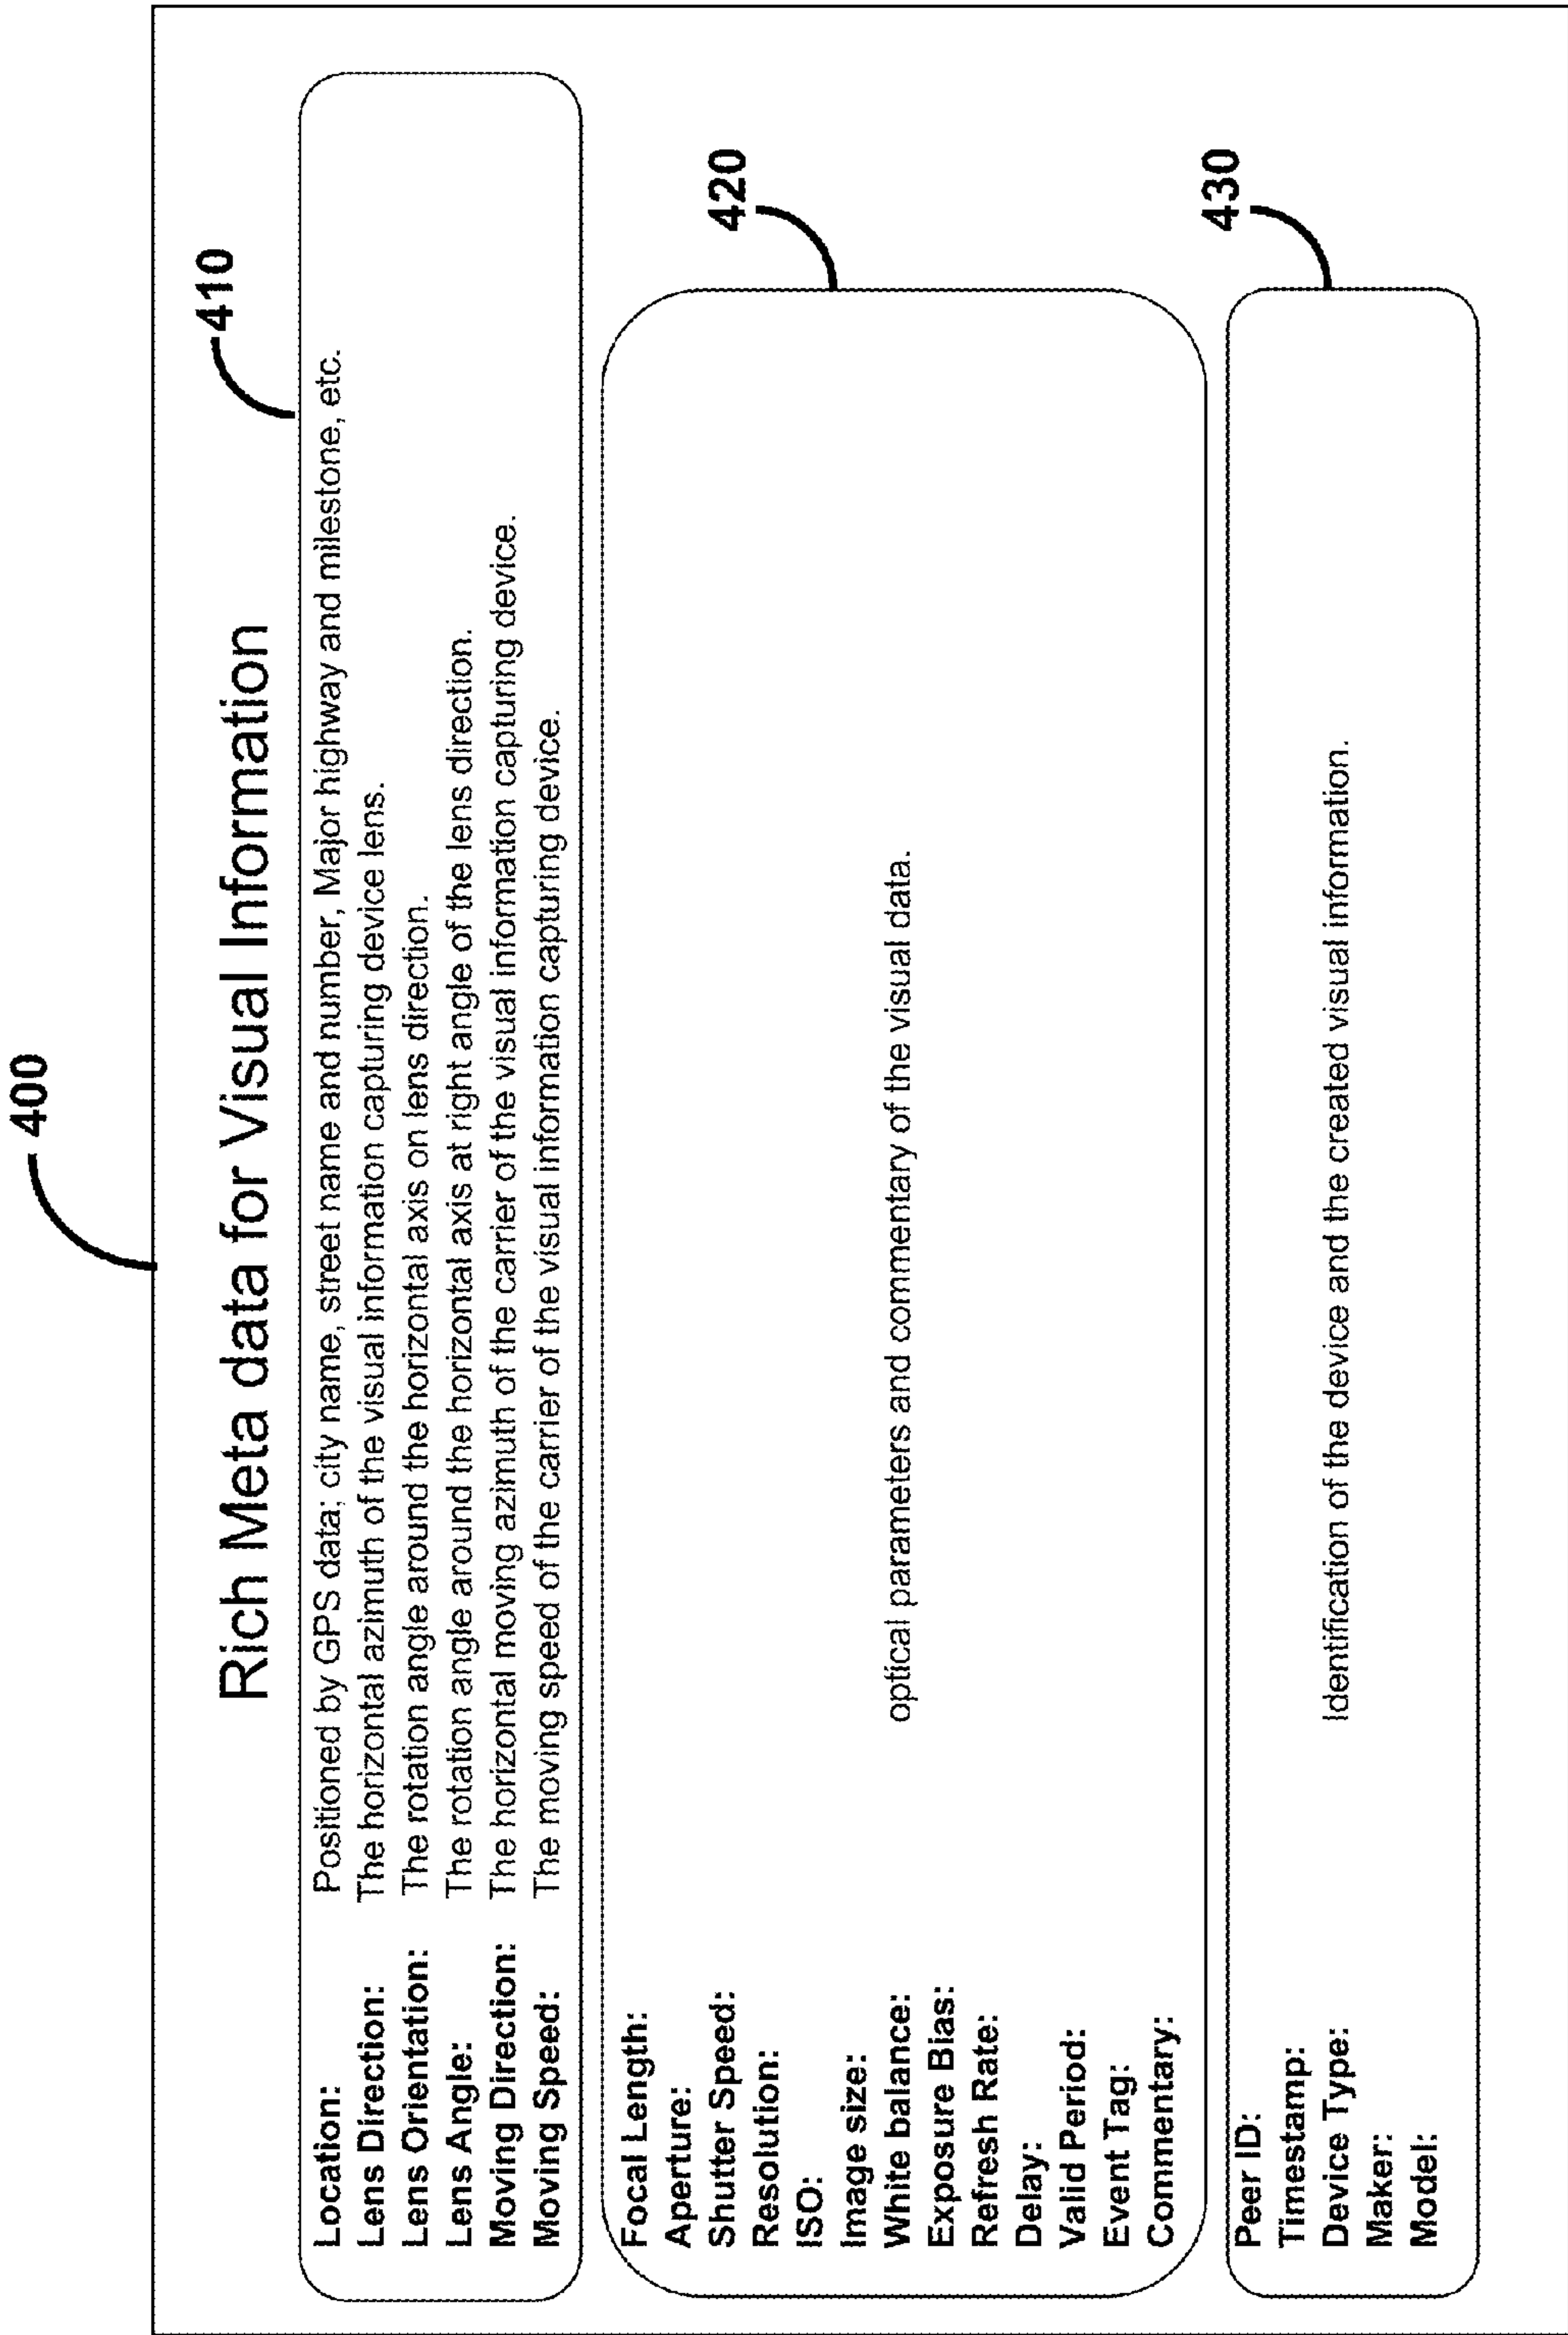 400
Rich Meta data for Visual Information
410
Location: Positioned by GPS data; city name, street name and number, Major highway and milestone, etc.
Lens Direction: The horizontal azimuth of the visual information capturing device lens.
Lens Orientation: The rotation angle around the horizontal axis on lens direction.
Lens Angle: The rotation angle around the horizontal axis at right angle of the lens direction.
Moving Direction: The horizontal moving azimuth of the carrier of the visual information capturing device.
Moving Speed: The moving speed of the carrier of the visual information capturing device.
420
Focal Length:
Aperture:
Shutter Speed:
Resolution:
ISO:
Image size:
White balance: optical parameters and commentary of the visual data.
Exposure Bias:
Refresh Rate:
Delay:
Valid Period:
Event Tag:
Commentary:
430
Peer ID:
Timestamp:
Device Type: Identification of the device and the created visual information.
Maker:
Model: